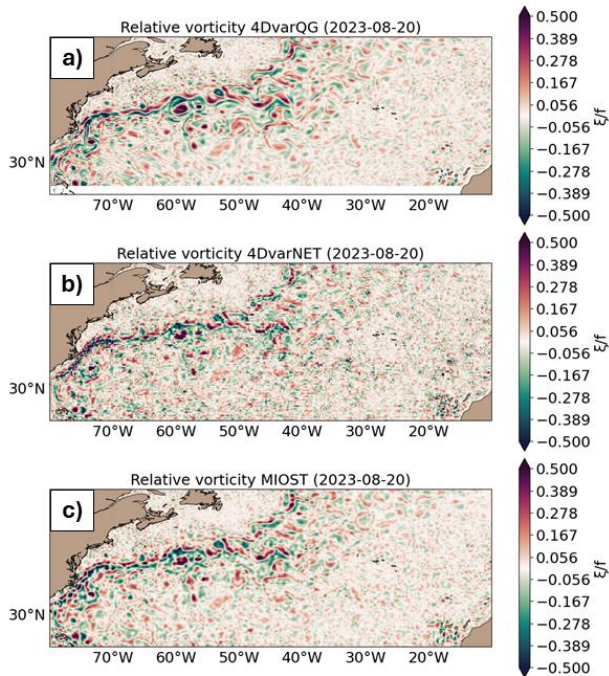 Relative vorticity 4DvarQG (2023-08-20)
a)
30°N
70°W 60°W 50°W 40°W 30°W 20°W
0.500
0.389
0.278
0.167
0.056
−0.056
−0.167
−0.278
−0.389
−0.500
ξ/f
Relative vorticity 4DvarNET (2023-08-20)
b)
30°N
70°W 60°W 50°W 40°W 30°W 20°W
0.500
0.389
0.278
0.167
0.056
−0.056
−0.167
−0.278
−0.389
−0.500
ξ/f
Relative vorticity MIOST (2023-08-20)
c)
30°N
70°W 60°W 50°W 40°W 30°W 20°W
0.500
0.389
0.278
0.167
0.056
−0.056
−0.167
−0.278
−0.389
−0.500
ξ/f